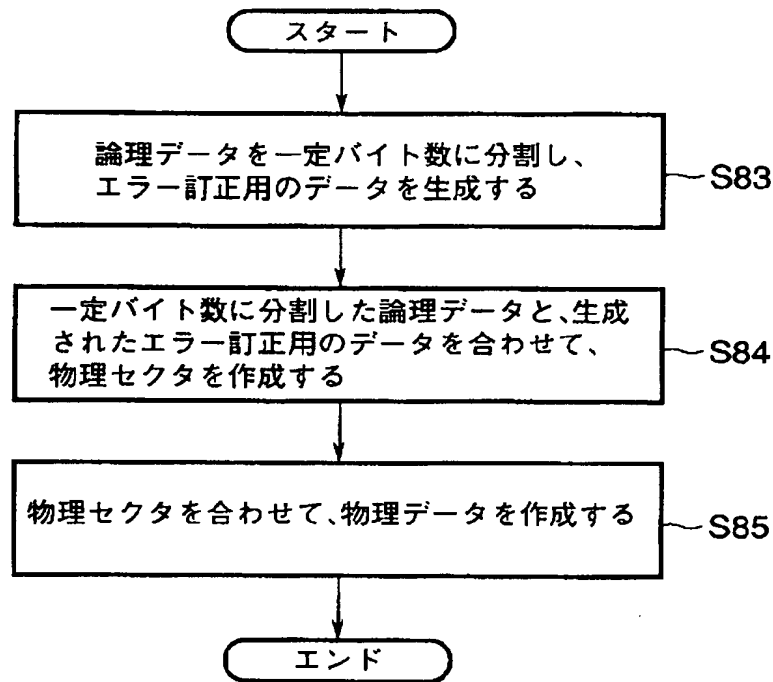 スタート
論理データを一定バイト数に分割し、
エラー訂正用のデータを生成する
S83
一定バイト数に分割した論理データと、生成
されたエラー訂正用のデータを合わせて、
物理セクタを作成する
S84
物理セクタを合わせて、物理データを作成する
S85
エンド